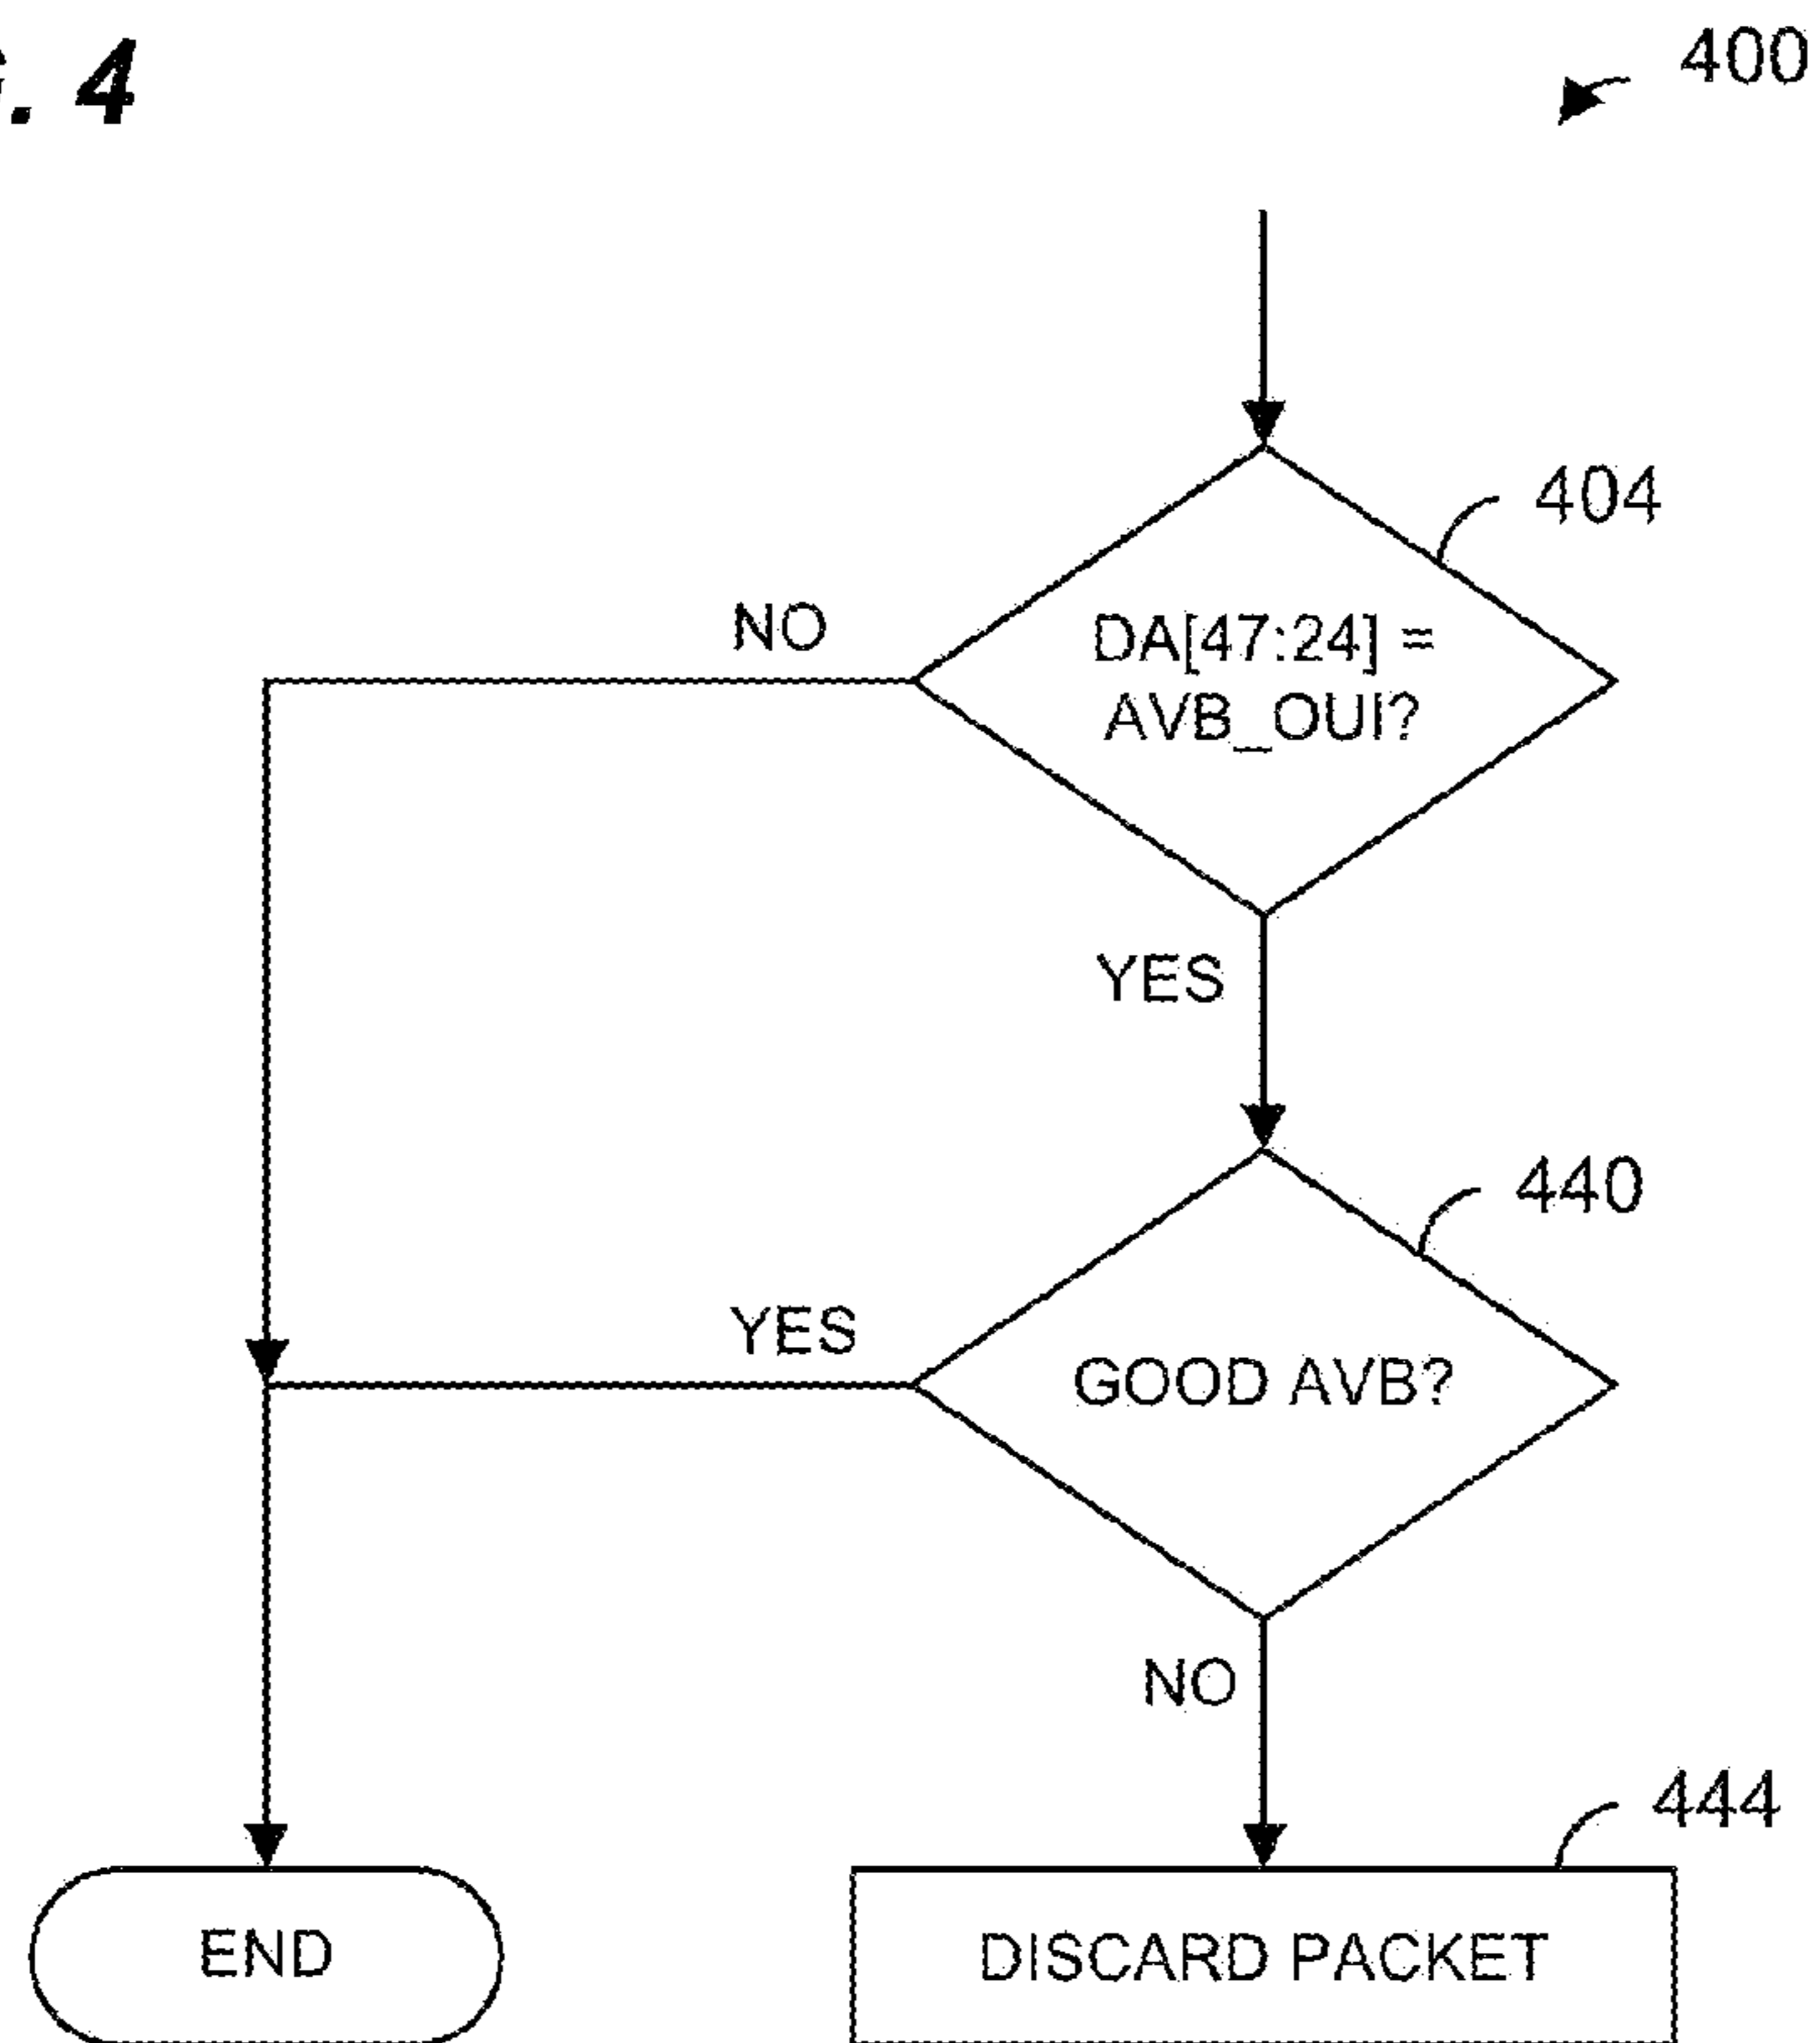 . 4
400
404
NO
DA[47:24] =
AVB_OUI?
YES
440
YES
GOOD AVB?
NO
444
END
DISCARD PACKET